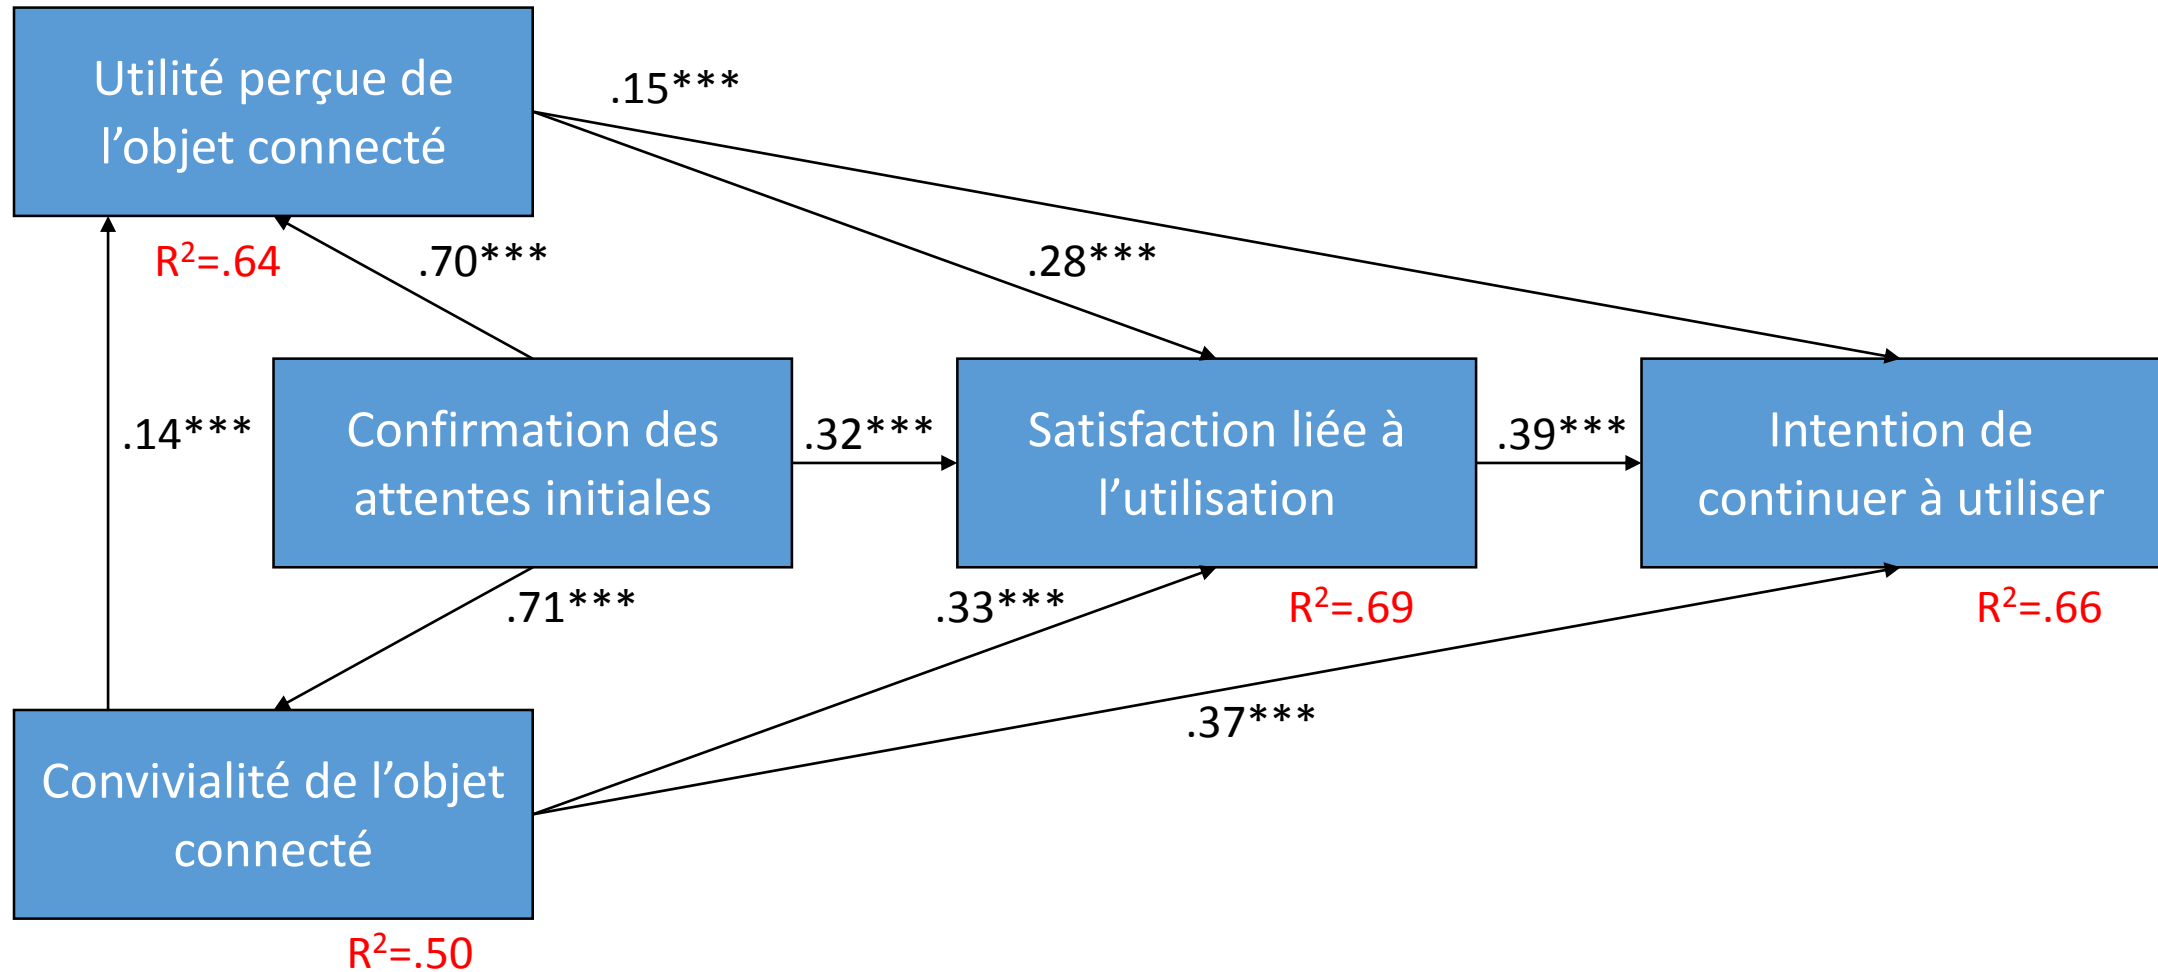 Utilité perçue de
l’objet connecté
.15***
R²=.64
.70***
.28***
.14***
Confirmation des
attentes initiales
.32***
Satisfaction liée à
l’utilisation
.39***
Intention de
continuer à utiliser
.71***
.33***
R²=.69
R²=.66
.37***
Convivialité de l’objet
connecté
R²=.50